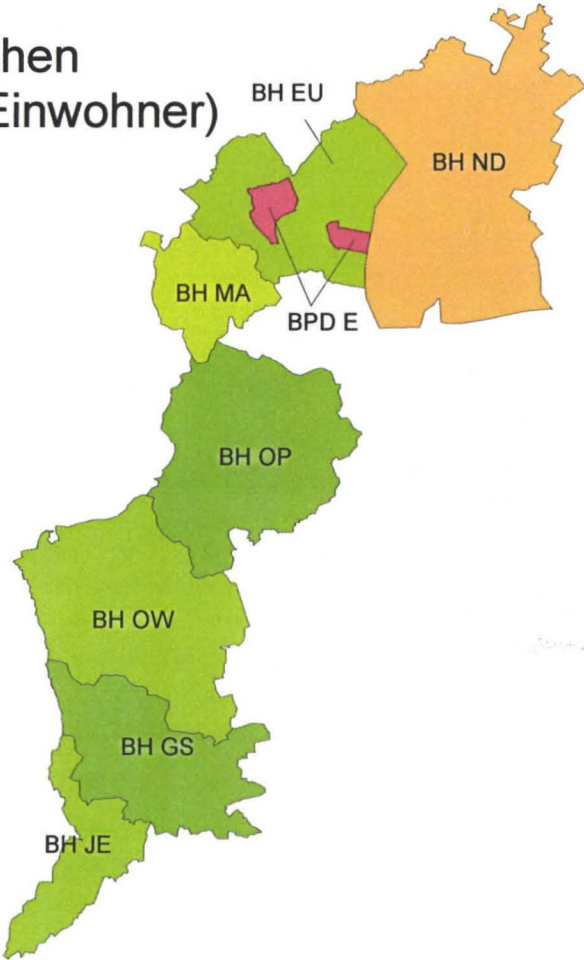 hen
Einwohner)
BH EU
BH ND
BH MA
BPD E
BH OP
BH OW
BH GS
BH JE